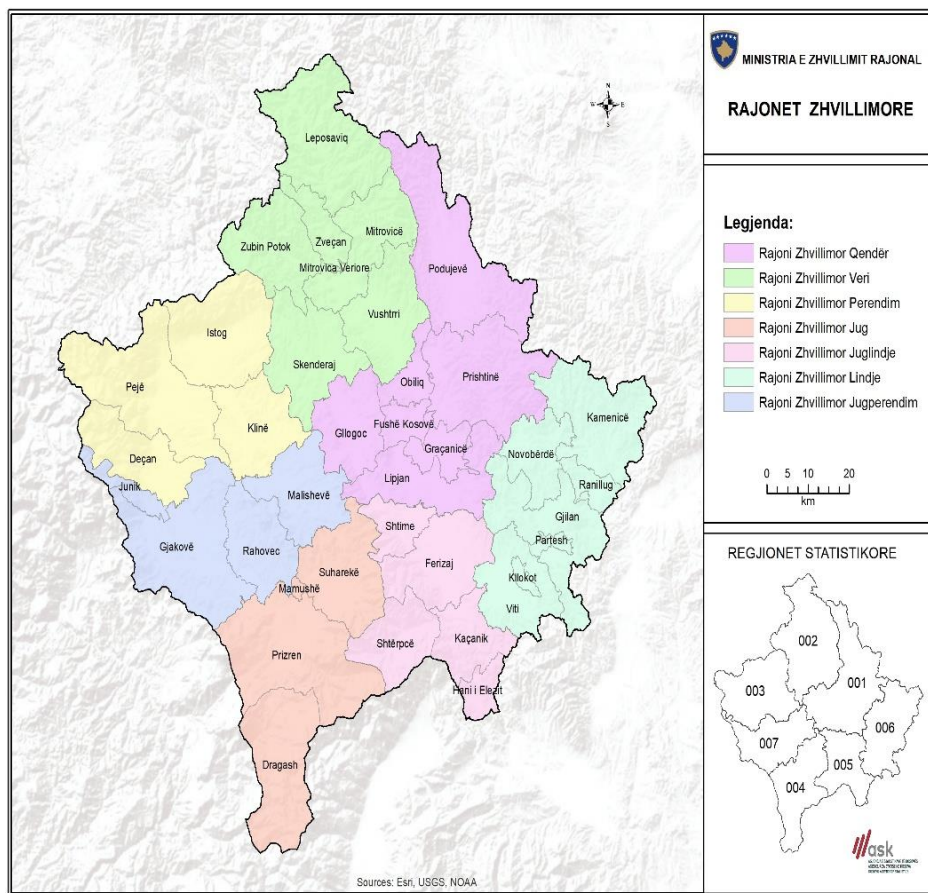 MINISTRIA E ZHVILLIMIT RAJONAL
RAJONET ZHVILLIMORE
Legjenda:
Rajoni Zhvillimor Qendër
Rajoni Zhvillimor Veri
Rajoni Zhvillimor Perendim
Rajoni Zhvillimor Jug
Rajoni Zhvillimor Juglindje
Rajoni Zhvillimor Lindje
Rajoni Zhvillimor Jugperendim
0 5 10 20
km
REGJIONET STATISTIKORE
002
001
003
006
007
005
004
ask
N
W E
S
Leposaviq
Mitrovicë
Zubin Potok
Zveçan
Mitrovica Veriore
Podujevë
Vushtrri
Istog
Skenderaj
Obiliq
Prishtinë
Pejë
Kamenicë
Fushë Kosovë
Klinë
Gllogoc
Graçanicë
Novobërdë
Deçan
Lipjan
Ranillug
Junik
Malishevë
Gjilan
Shtime
Partesh
Gjakovë
Rahovec
Ferizaj
Suharekë
Kllokot
Mamushë
Viti
Shtërpcë
Kaçanik
Prizren
Hani i Elezit
Dragash
Sources: Esri, USGS, NOAA